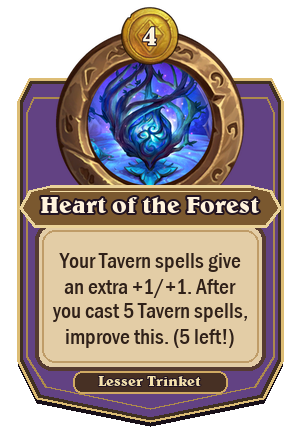 4
Heart of the Forest
Your Tavern spells give
an extra +1/+1. After
you cast 5 Tavern spells,
improve this. (5 left!)
Lesser Trinket